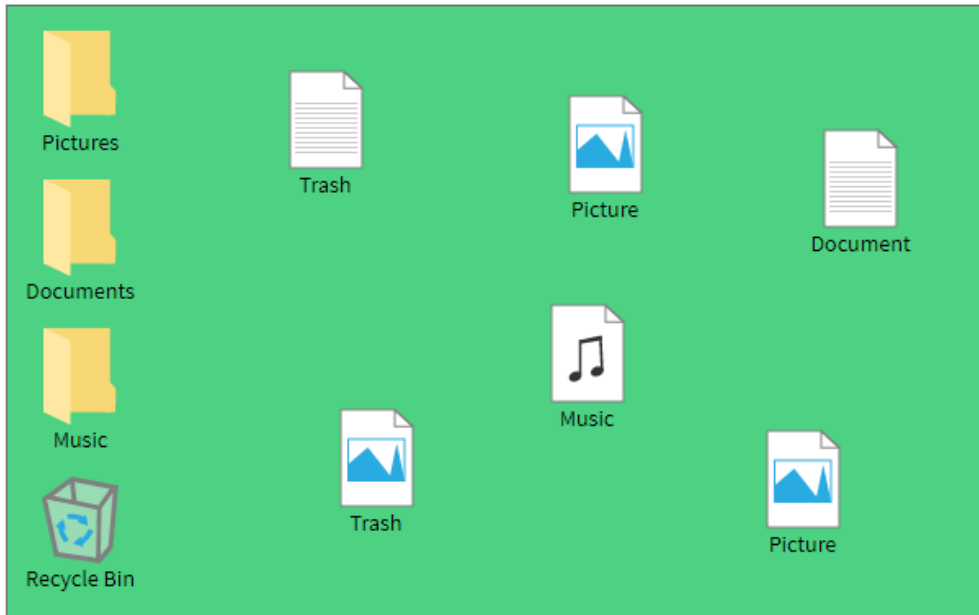 Pictures
Trash
Picture
Document
Documents
Music
Music
Trash
Picture
Recycle Bin